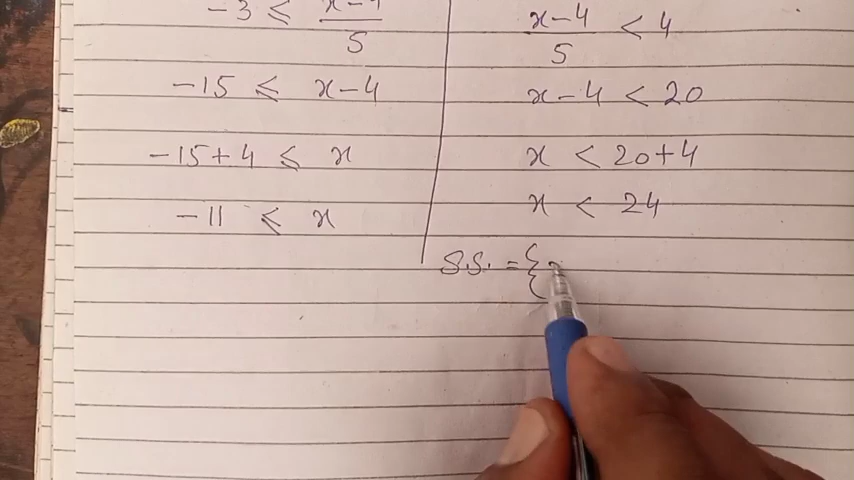 -3 ≤ x-4/5
-15 ≤ x-4
-15+4 ≤ x
-11 ≤ x
x-4/5 < 4
x-4 < 20
x < 20+4
x < 24
S.S. = {